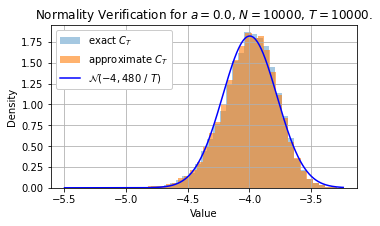 Normality Verification for a = 0.0, N = 10000, T = 10000.
exact C_T
approximate C_T
𝒩(−4, 480 / T)
Density
1.75
1.50
1.25
1.00
0.75
0.50
0.25
0.00
−5.5 −5.0 −4.5 −4.0 −3.5
Value